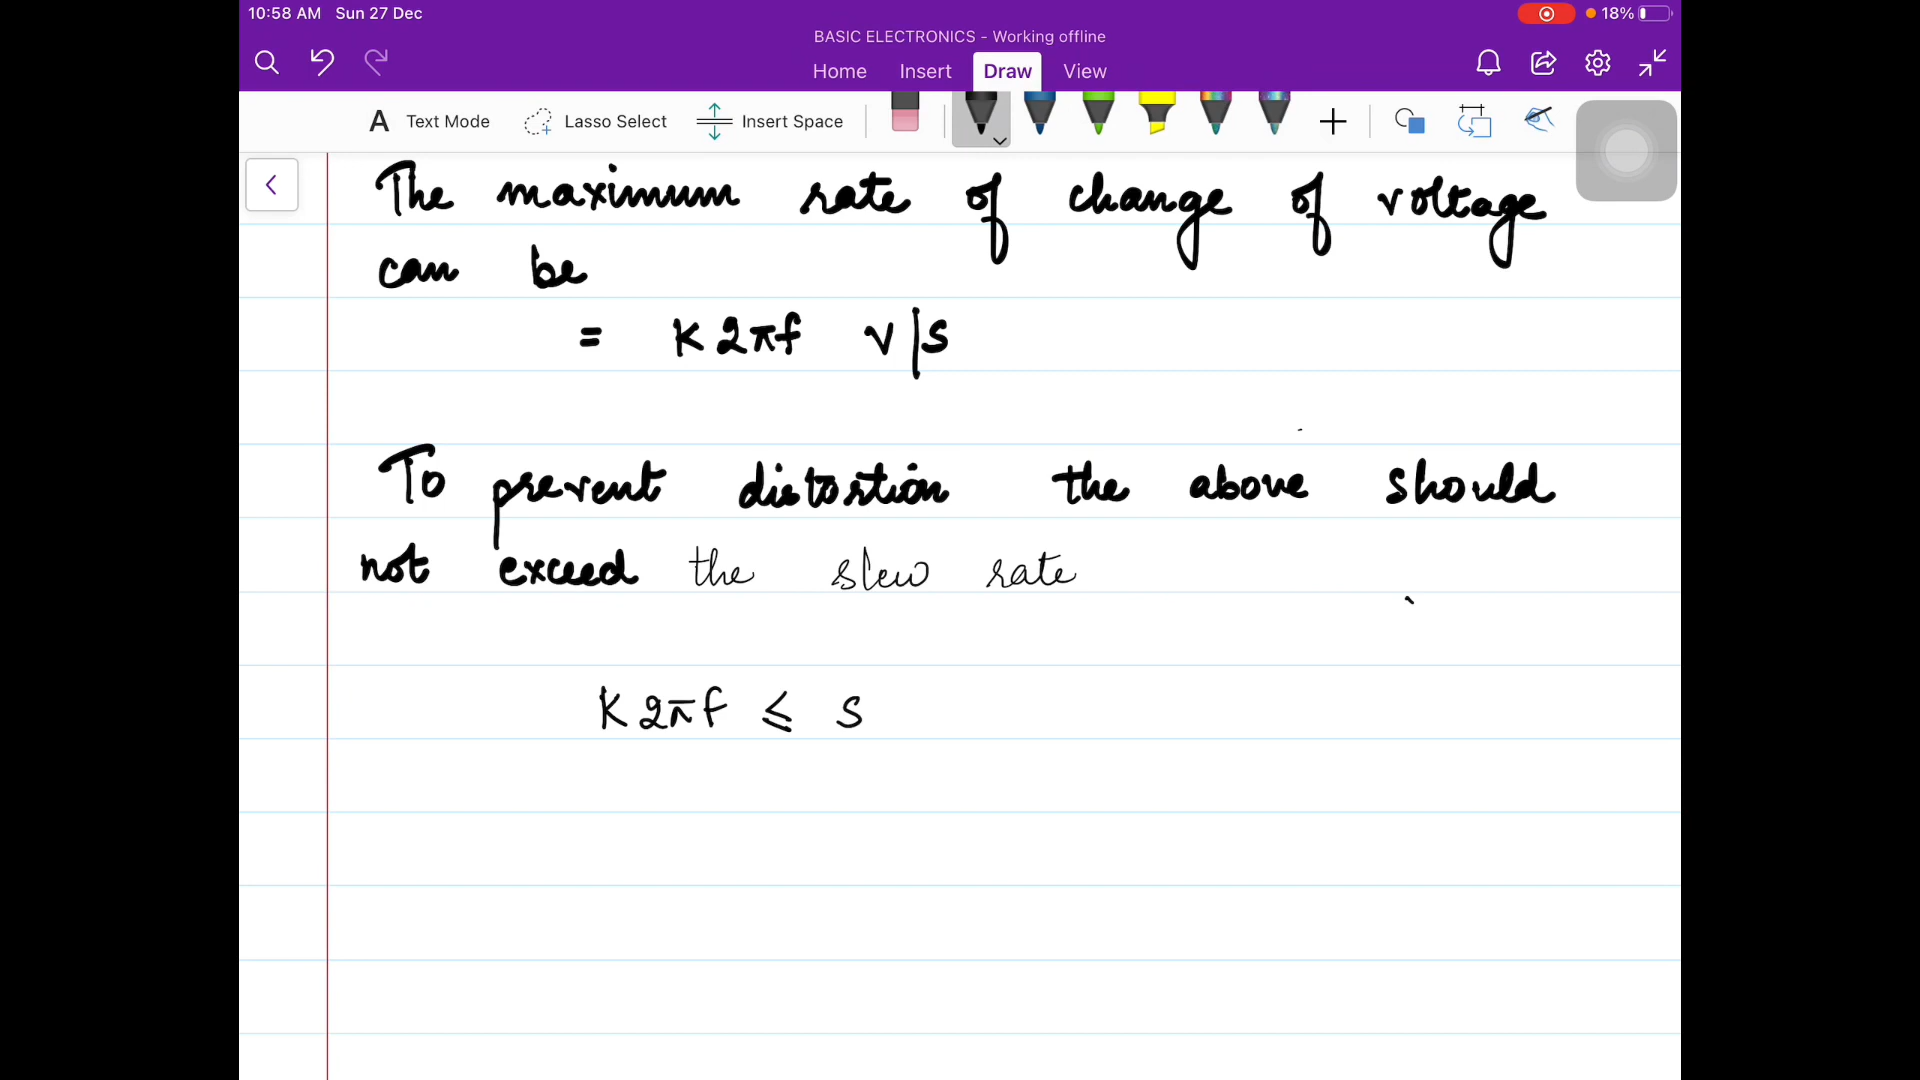 10:58 AM Sun 27 Dec
18%
BASIC ELECTRONICS - Working offline
Home Insert Draw View
A Text Mode Lasso Select Insert Space
The maximum rate of change of voltage
can be
= K2πf V|s
To prevent distortion the above should
not exceed the slew rate
K2πf ≤ S